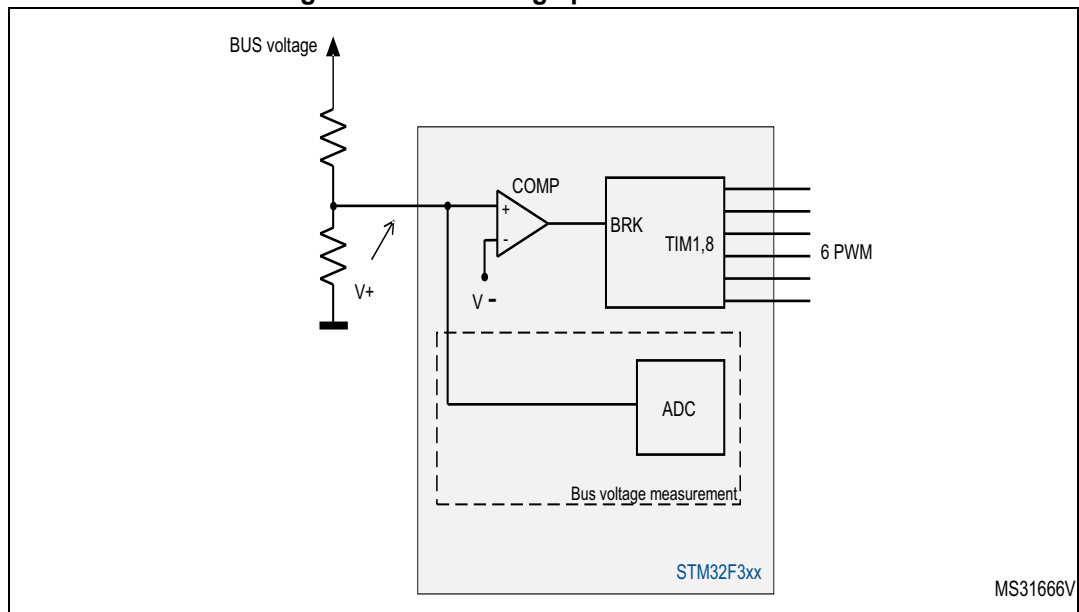 BUS voltage
COMP
+
-
BRK
TIM1,8
6 PWM
V+
V -
ADC
Bus voltage measurement
STM32F3xx
MS31666V